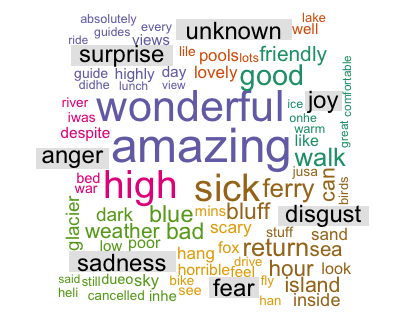 absolutely lake
guides every unknown well
ride views
surprise lile pools lots friendly
guide highly day lovely good
didhe lunch view
river wonderful ice joy comfortable
iwas onhe great
despite amazing warm
like
anger walk
bed high sick ferry jusa can birds
war
glacier dark blue mins bluff disgust
weather bad scary stuff sand
low poor hang fox return sea
sadness horrible feel drive hour look
said still dueo sky bike see fear fly island
heli cancelled inhe han inside